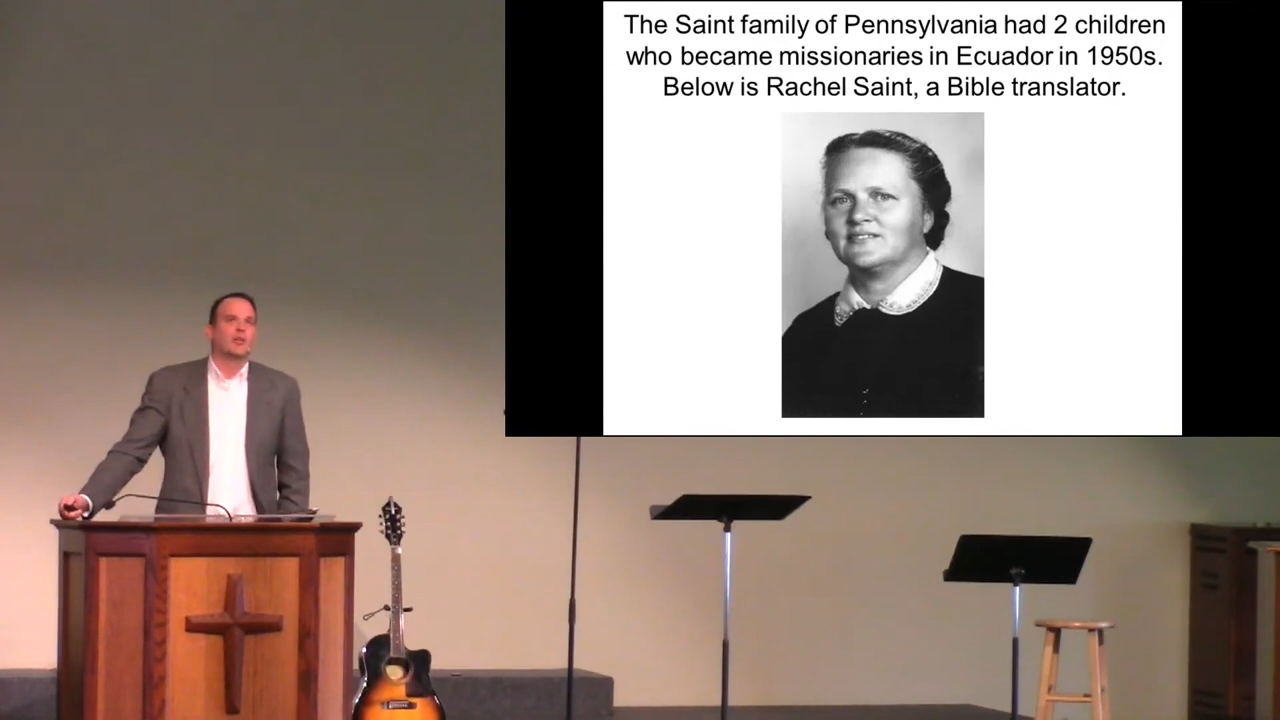 The Saint family of Pennsylvania had 2 children
who became missionaries in Ecuador in 1950s.
Below is Rachel Saint, a Bible translator.